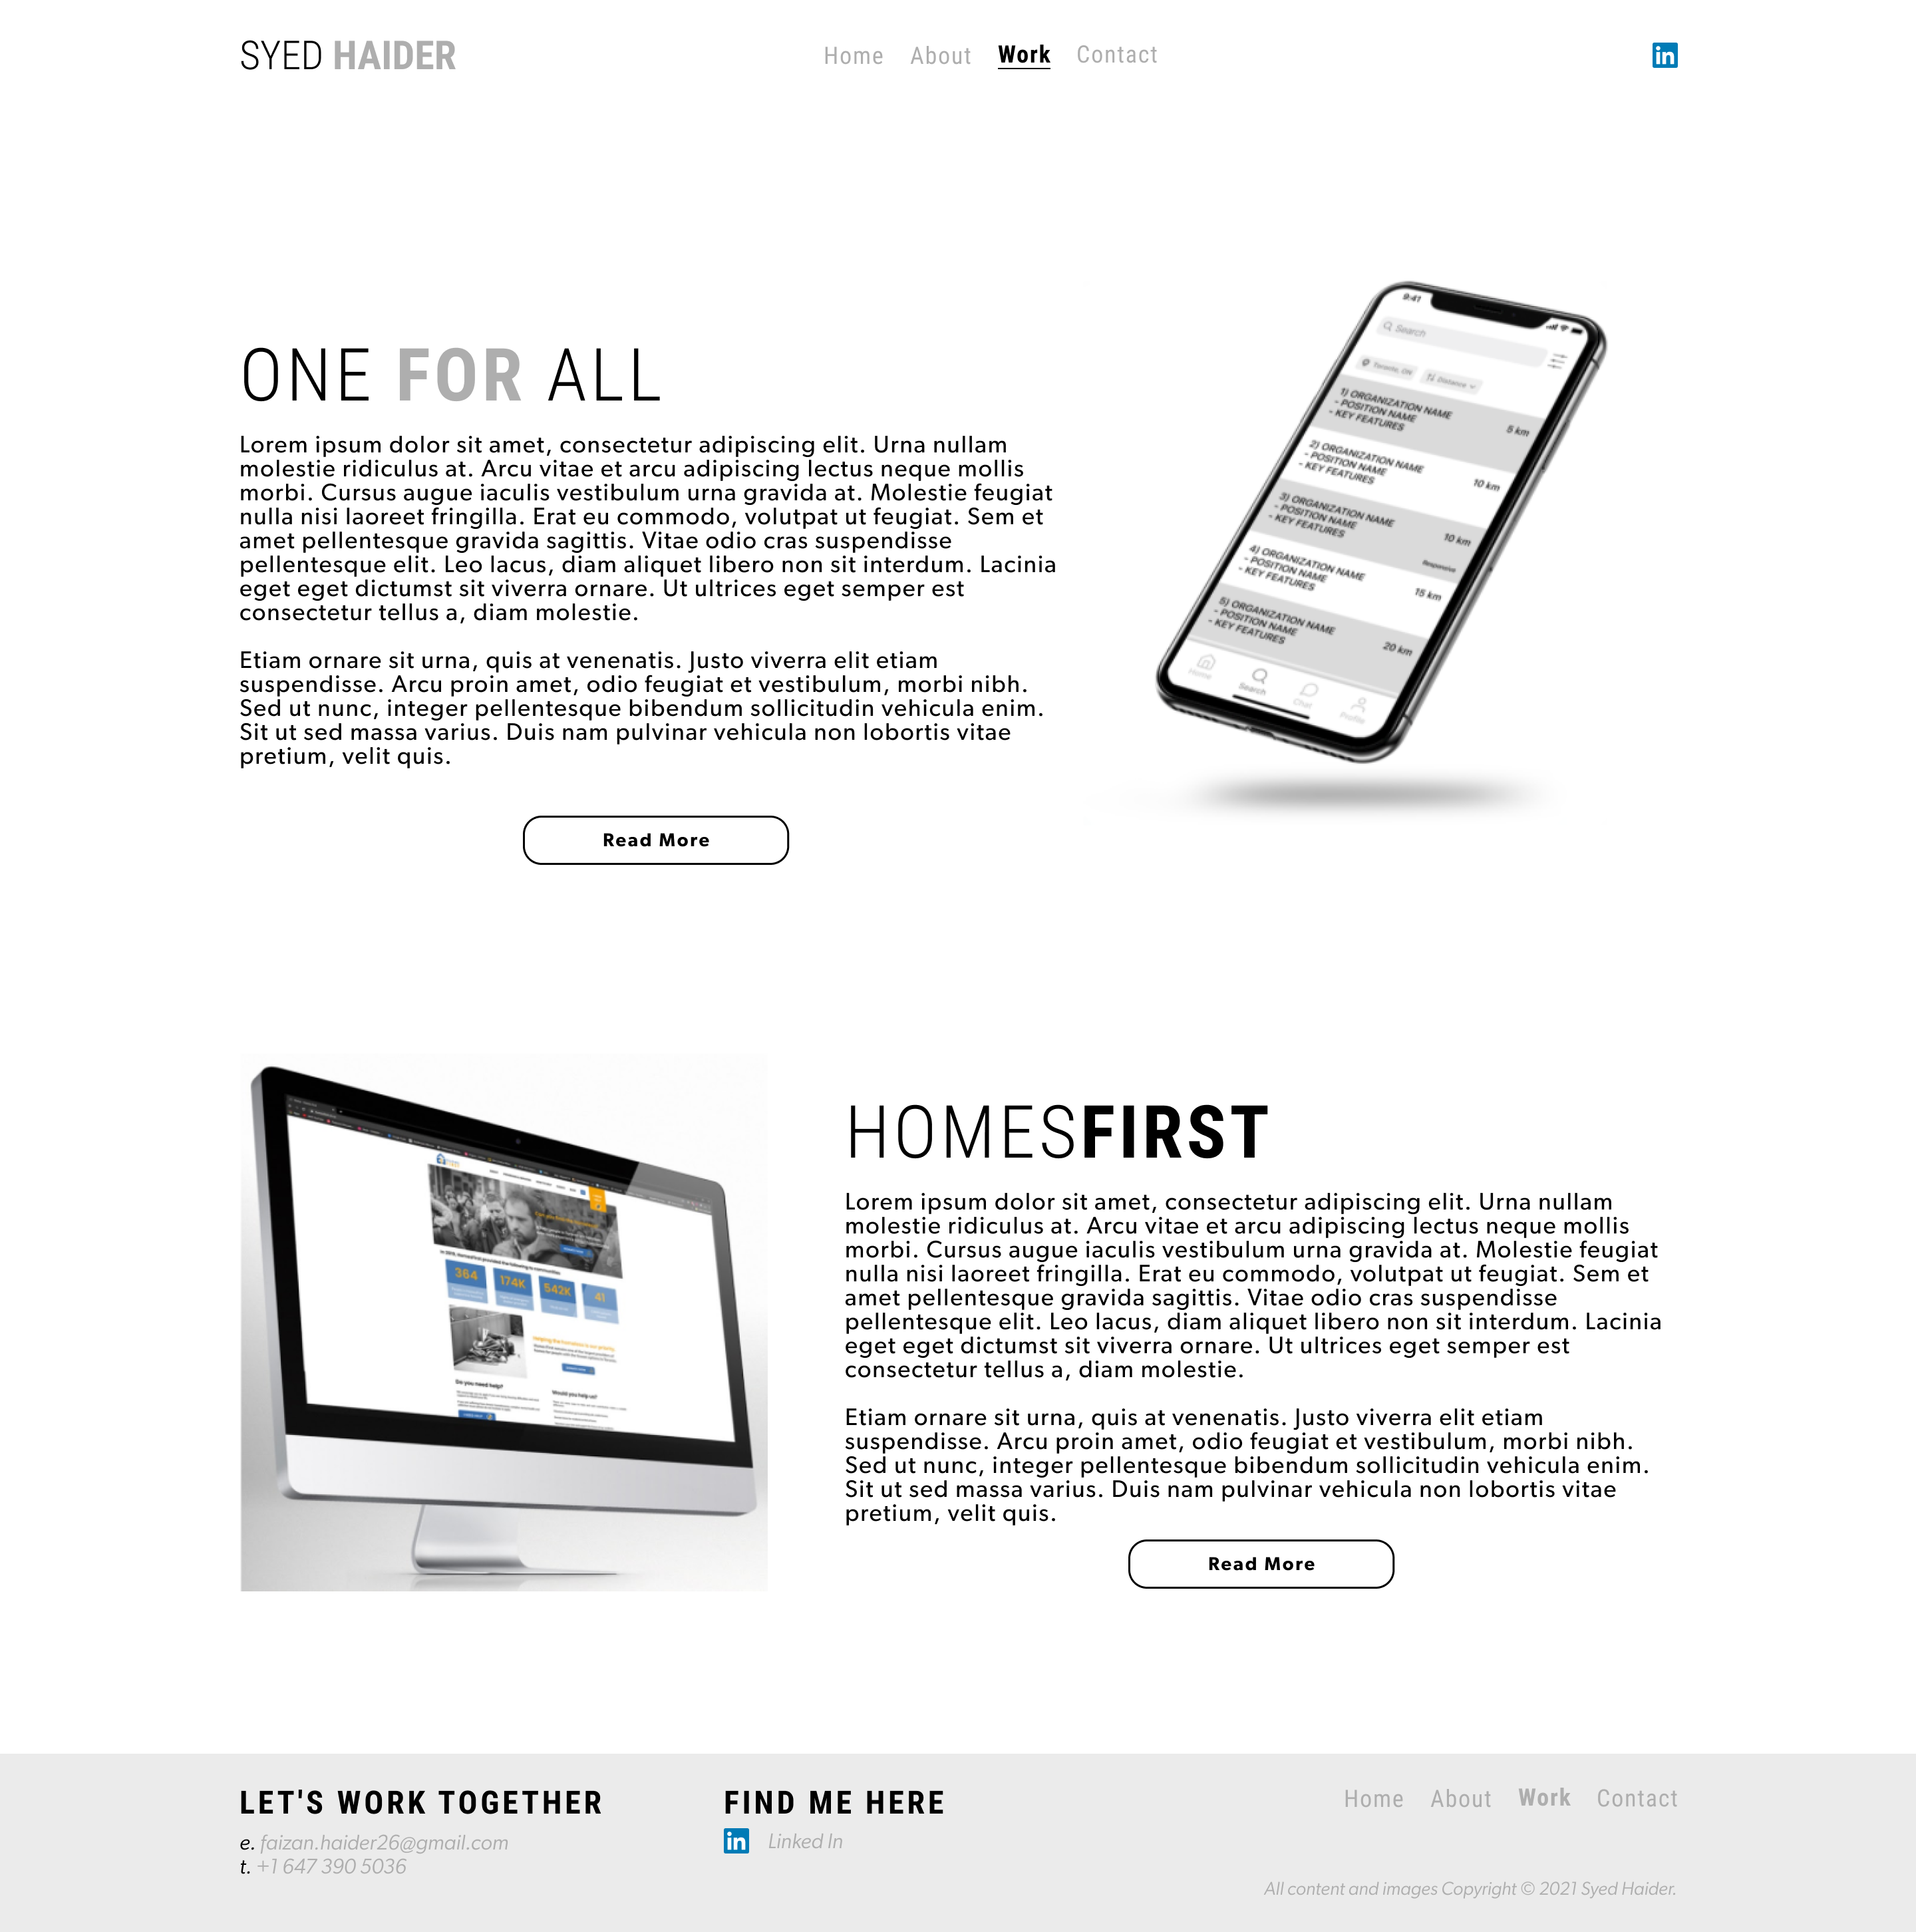 SYED HAIDER
Home About Work Contact
in
ONE FOR ALL
Lorem ipsum dolor sit amet, consectetur adipiscing elit. Urna nullam
molestie ridiculus at. Arcu vitae et arcu adipiscing lectus neque mollis
morbi. Cursus augue iaculis vestibulum urna gravida at. Molestie feugiat
nulla nisi laoreet fringilla. Erat eu commodo, volutpat ut feugiat. Sem et
amet pellentesque gravida sagittis. Vitae odio cras suspendisse
pellentesque elit. Leo lacus, diam aliquet libero non sit interdum. Lacinia
eget eget dictumst sit viverra ornare. Ut ultrices eget semper est
consectetur tellus a, diam molestie.
Etiam ornare sit urna, quis at venenatis. Justo viverra elit etiam
suspendisse. Arcu proin amet, odio feugiat et vestibulum, morbi nibh.
Sed ut nunc, integer pellentesque bibendum sollicitudin vehicula enim.
Sit ut sed massa varius. Duis nam pulvinar vehicula non lobortis vitae
pretium, velit quis.
Read More
9:41
Search
Toronto, ON Distance
1) ORGANIZATION NAME
- POSITION NAME
- KEY FEATURES
5 km
2) ORGANIZATION NAME
- POSITION NAME
- KEY FEATURES
10 km
3) ORGANIZATION NAME
- POSITION NAME
- KEY FEATURES
10 km
Responsive
4) ORGANIZATION NAME
- POSITION NAME
- KEY FEATURES
15 km
5) ORGANIZATION NAME
- POSITION NAME
- KEY FEATURES
20 km
Home Search Chat Profile
364 174K 542K 41
Helping the homeless is our priority.
Do you need help?
Would you help us?
HOMESFIRST
Lorem ipsum dolor sit amet, consectetur adipiscing elit. Urna nullam
molestie ridiculus at. Arcu vitae et arcu adipiscing lectus neque mollis
morbi. Cursus augue iaculis vestibulum urna gravida at. Molestie feugiat
nulla nisi laoreet fringilla. Erat eu commodo, volutpat ut feugiat. Sem et
amet pellentesque gravida sagittis. Vitae odio cras suspendisse
pellentesque elit. Leo lacus, diam aliquet libero non sit interdum. Lacinia
eget eget dictumst sit viverra ornare. Ut ultrices eget semper est
consectetur tellus a, diam molestie.
Etiam ornare sit urna, quis at venenatis. Justo viverra elit etiam
suspendisse. Arcu proin amet, odio feugiat et vestibulum, morbi nibh.
Sed ut nunc, integer pellentesque bibendum sollicitudin vehicula enim.
Sit ut sed massa varius. Duis nam pulvinar vehicula non lobortis vitae
pretium, velit quis.
Read More
LET'S WORK TOGETHER
e. faizan.haider26@gmail.com
t. +1 647 390 5036
FIND ME HERE
in Linked In
Home About Work Contact
All content and images Copyright © 2021 Syed Haider.